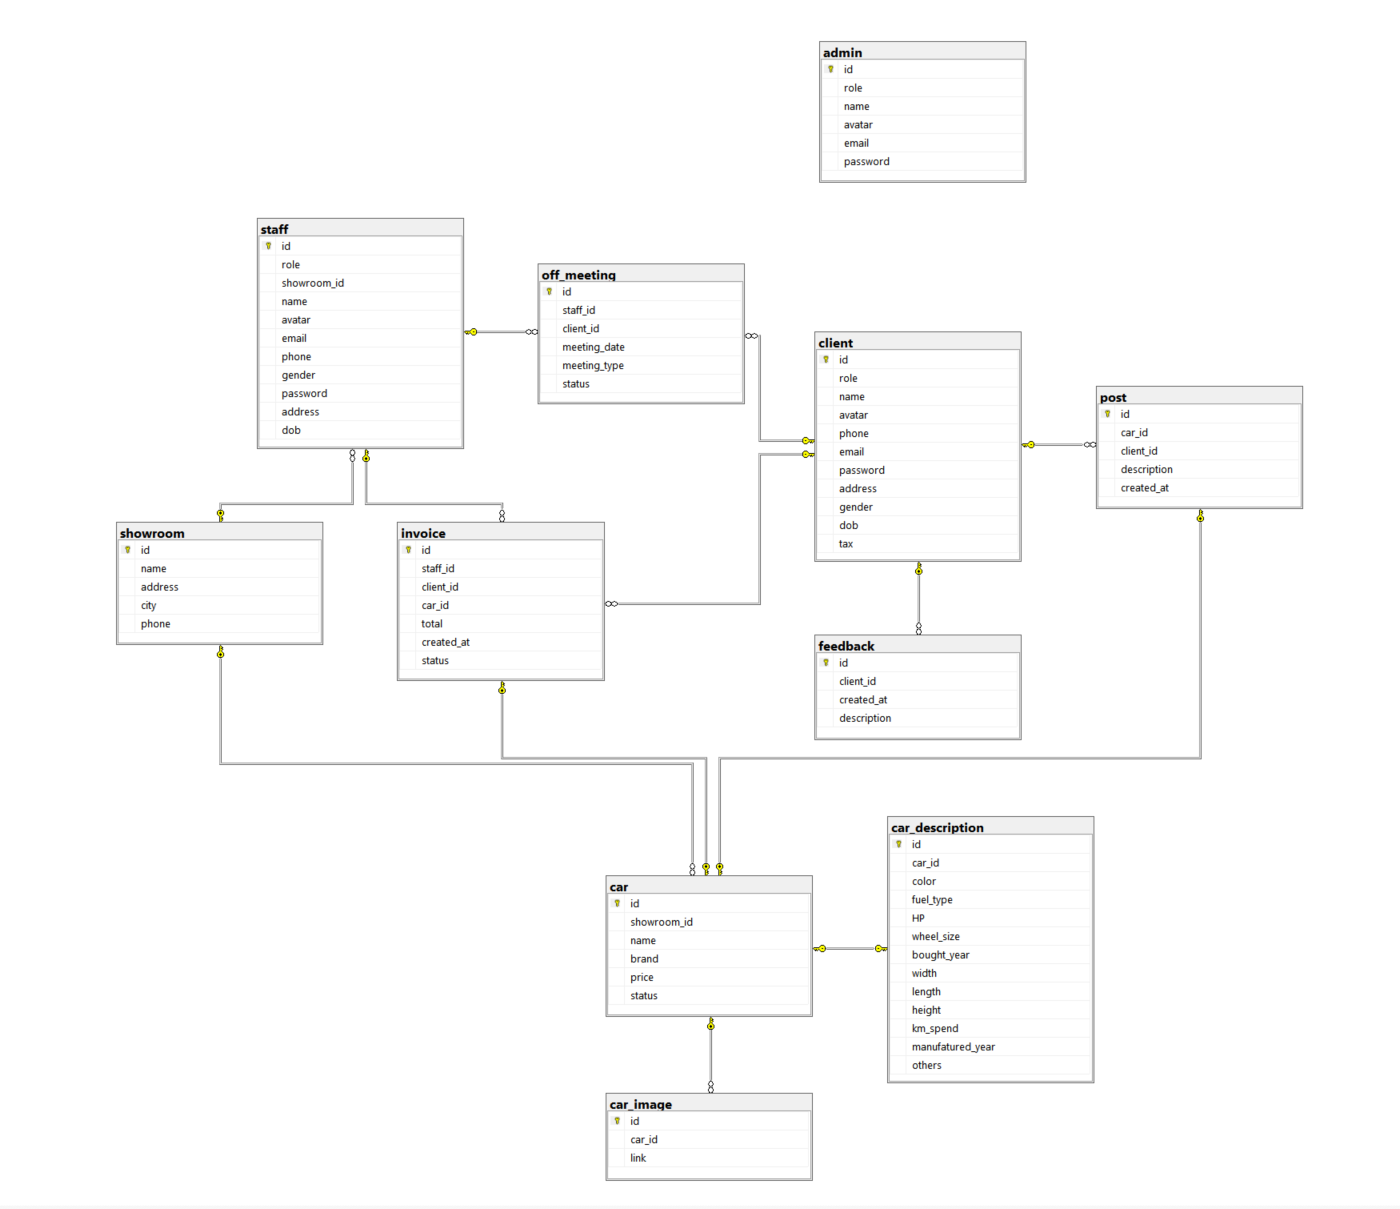 admin
id
role
name
avatar
email
password
staff
id
role
showroom_id
name
avatar
email
phone
gender
password
address
dob
off_meeting
id
staff_id
client_id
meeting_date
meeting_type
status
client
id
role
name
avatar
phone
email
password
address
gender
dob
tax
post
id
car_id
client_id
description
created_at
showroom
id
name
address
city
phone
invoice
id
staff_id
client_id
car_id
total
created_at
status
feedback
id
client_id
created_at
description
car
id
showroom_id
name
brand
price
status
car_description
id
car_id
color
fuel_type
HP
wheel_size
bought_year
width
length
height
km_spend
manufatured_year
others
car_image
id
car_id
link